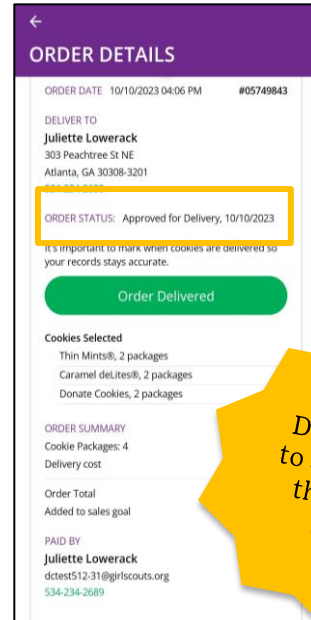 ORDER DETAILS
ORDER DATE 10/10/2023 04:06 PM #05749843
DELIVER TO
Juliette Lowerack
303 Peachtree St NE
Atlanta, GA 30308-3201
ORDER STATUS: Approved for Delivery, 10/10/2023
It's important to mark when cookies are delivered so
your records stays accurate.
Order Delivered
Cookies Selected
Thin Mints®, 2 packages
Caramel deLites®, 2 packages
Donate Cookies, 2 packages
ORDER SUMMARY
Cookie Packages: 4
Delivery cost
Order Total
Added to sales goal
PAID BY
Juliette Lowerack
dctest512-31@girlscouts.org
534-234-2689
to